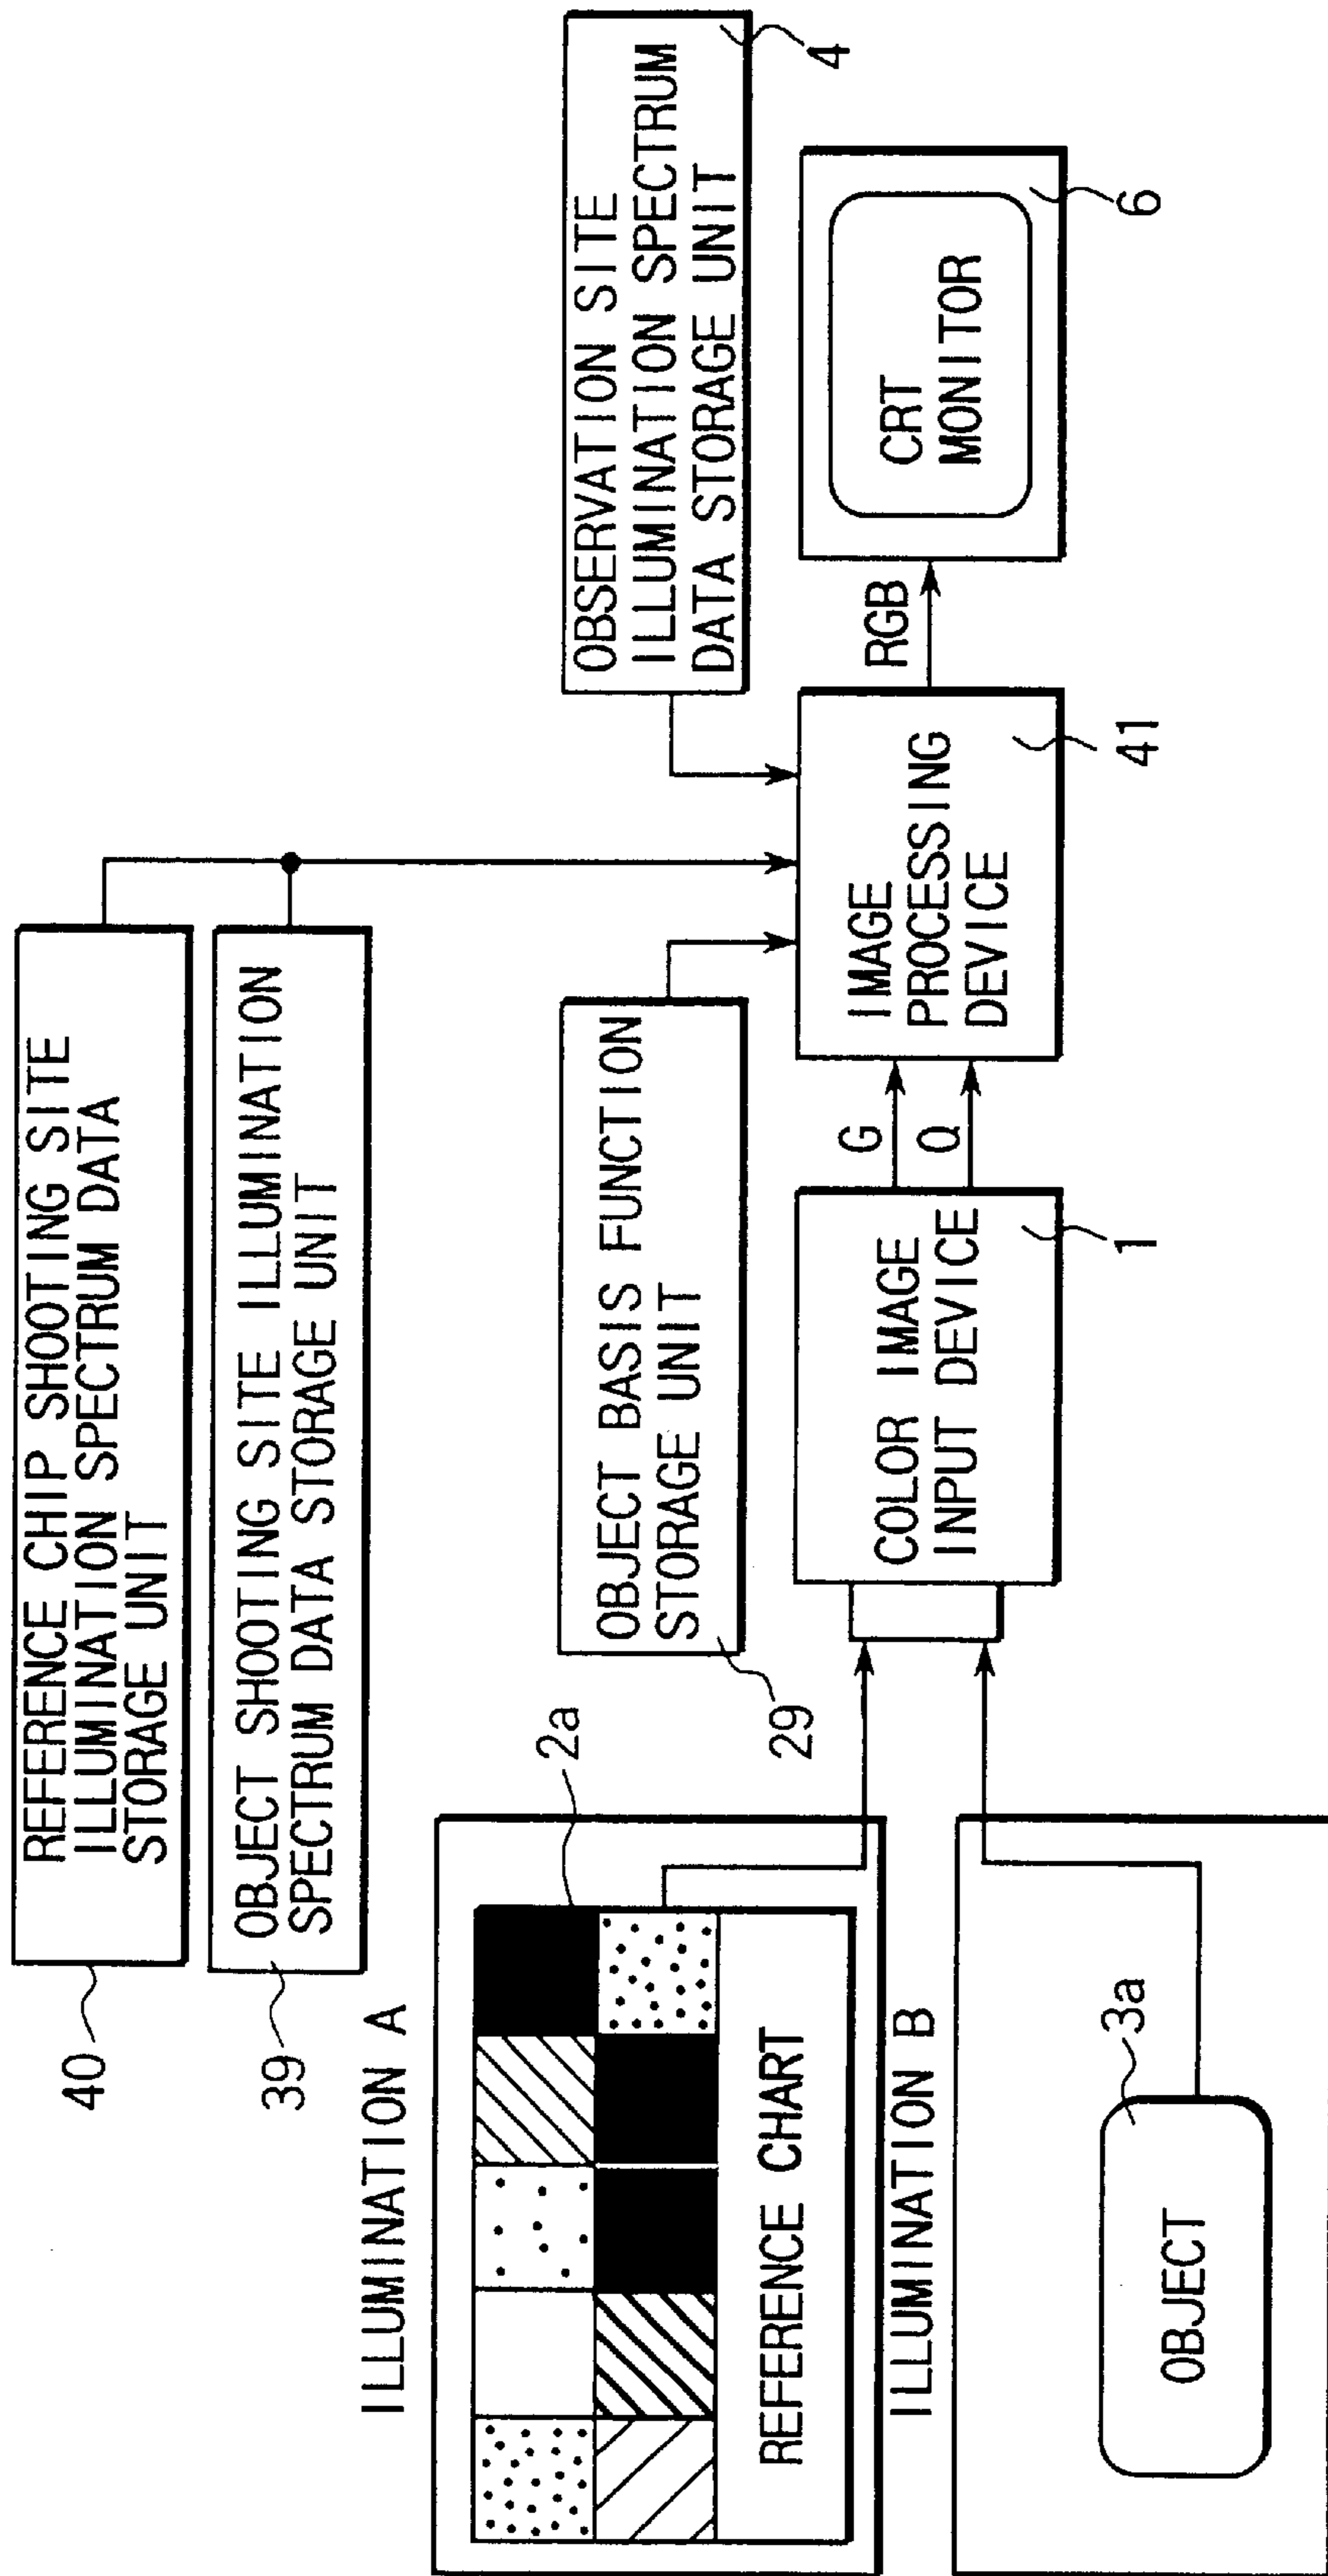 REFERENCE CHIP SHOOTING SITE
ILLUMINATION SPECTRUM DATA
STORAGE UNIT
40
OBJECT SHOOTING SITE ILLUMINATION
SPECTRUM DATA STORAGE UNIT
39
ILLUMINATION A
2a
REFERENCE CHART
OBJECT BASIS FUNCTION
STORAGE UNIT
29
OBSERVATION SITE
ILLUMINATION SPECTRUM
DATA STORAGE UNIT
4
COLOR IMAGE
INPUT DEVICE
1
G
Q
IMAGE
PROCESSING
DEVICE
41
RGB
CRT
MONITOR
6
ILLUMINATION B
OBJECT
3a